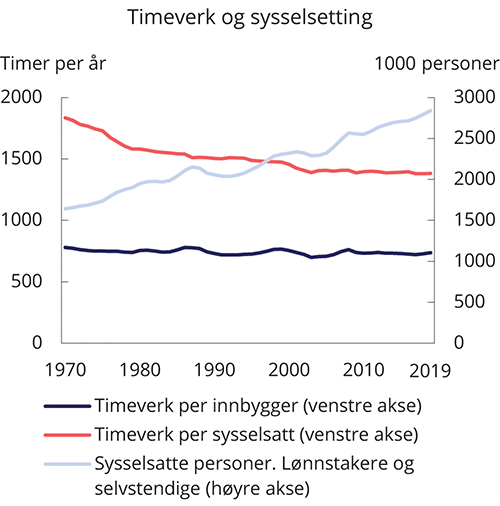 Timeverk og sysselsetting
Timer per år
1000 personer
2000
1500
1000
500
0
3000
2500
2000
1500
1000
500
0
1970
1980
1990
2000
2010
2019
Timeverk per innbygger (venstre akse)
Timeverk per sysselsatt (venstre akse)
Sysselsatte personer. Lønnstakere og
selvstendige (høyre akse)